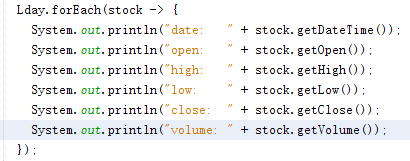 Lday.forEach(stock -> {
System.out.println("date:   " + stock.getDateTime());
System.out.println("open:   " + stock.getOpen());
System.out.println("high:   " + stock.getHigh());
System.out.println("low:    " + stock.getLow());
System.out.println("close:  " + stock.getClose());
System.out.println("volume: " + stock.getVolume());
});